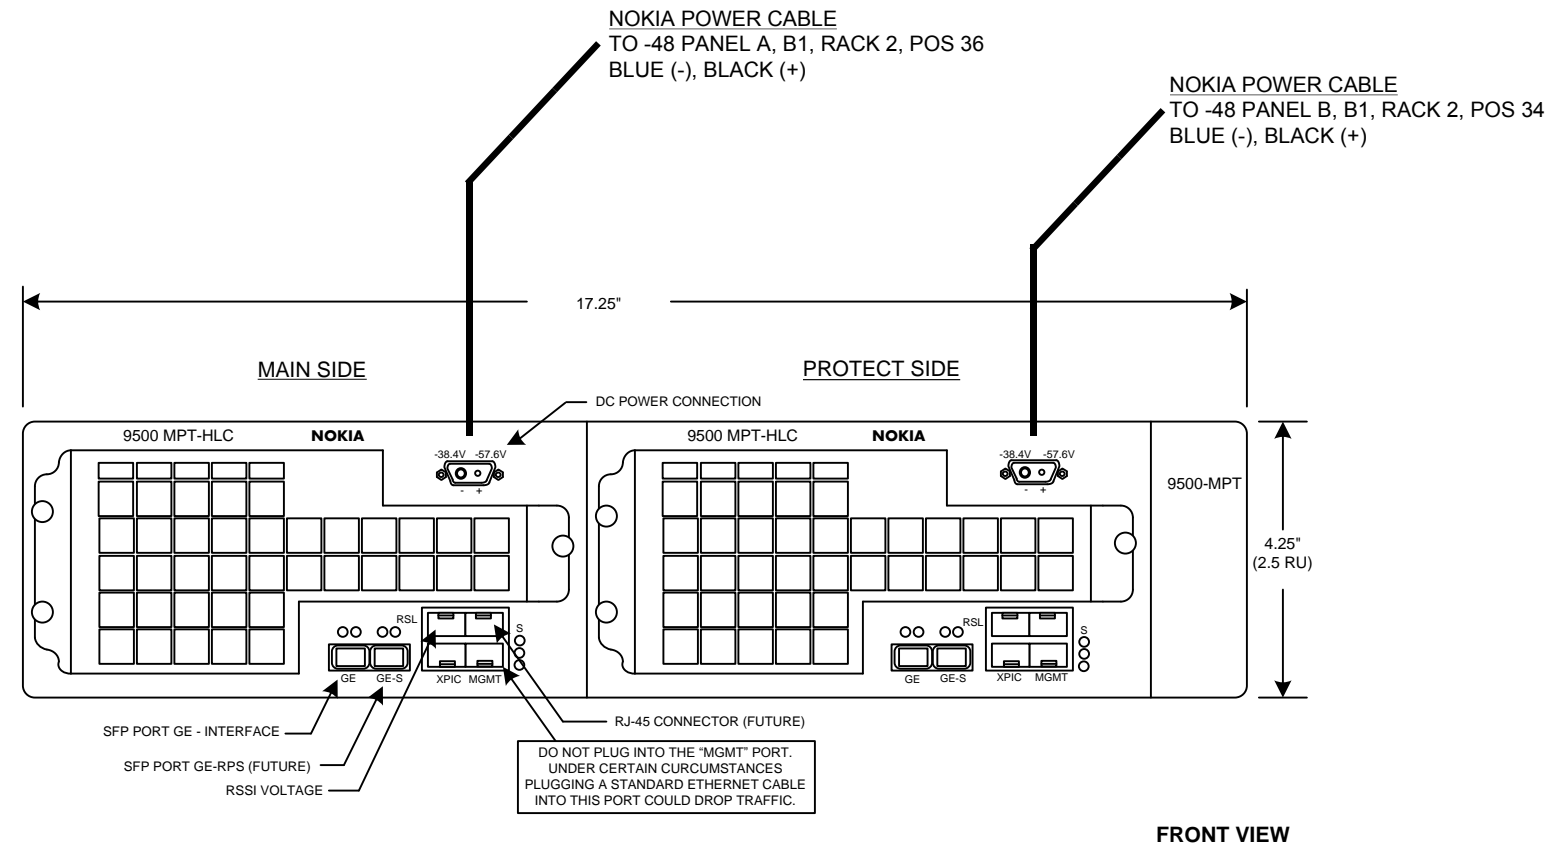 NOKIA POWER CABLE
TO -48 PANEL A, B1, RACK 2, POS 36
BLUE (-), BLACK (+)
NOKIA POWER CABLE
TO -48 PANEL B, B1, RACK 2, POS 34
BLUE (-), BLACK (+)
17.25"
MAIN SIDE
PROTECT SIDE
DC POWER CONNECTION
9500 MPT-HLC
NOKIA
-38.4V -57.6V
- +
RSL
S
GE
GE-S
XPIC MGMT
9500 MPT-HLC
NOKIA
-38.4V -57.6V
- +
RSL
S
GE
GE-S
XPIC MGMT
9500-MPT
4.25"
(2.5 RU)
SFP PORT GE - INTERFACE
SFP PORT GE-RPS (FUTURE)
RSSI VOLTAGE
RJ-45 CONNECTOR (FUTURE)
DO NOT PLUG INTO THE “MGMT” PORT.
UNDER CERTAIN CURCUMSTANCES
PLUGGING A STANDARD ETHERNET CABLE
INTO THIS PORT COULD DROP TRAFFIC.
FRONT VIEW